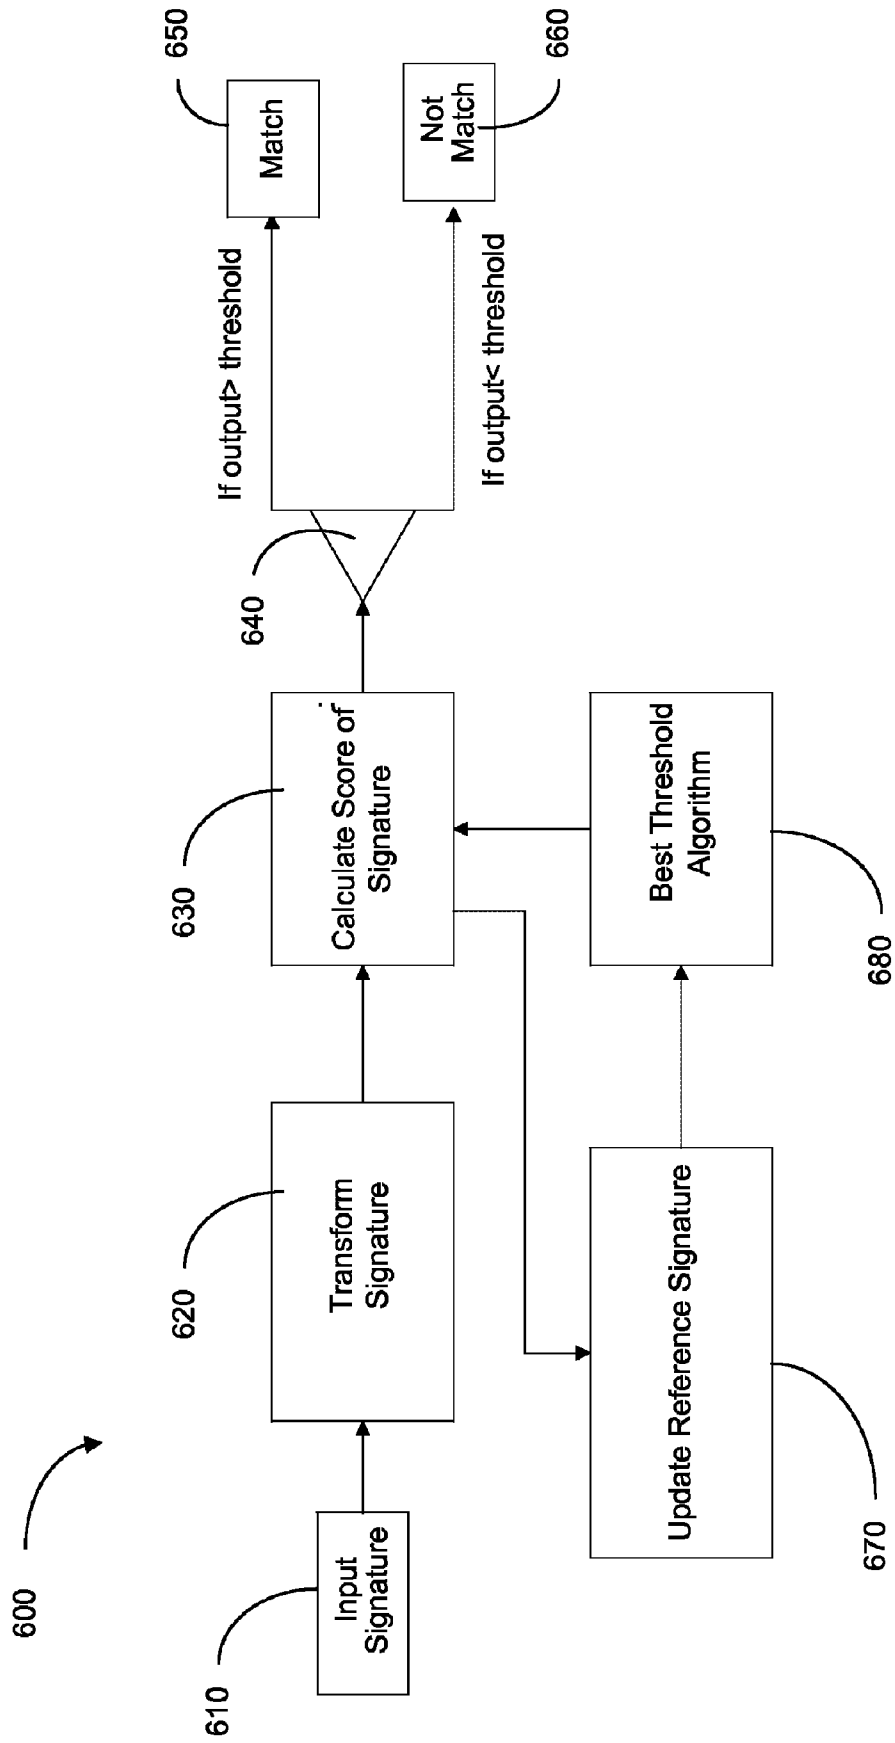 600
610
Input
Signature
620
Transform
Signature
630
Calculate Score of
Signature
640
If output> threshold
650
Match
If output< threshold
660
Not
Match
670
Update Reference Signature
680
Best Threshold
Algorithm